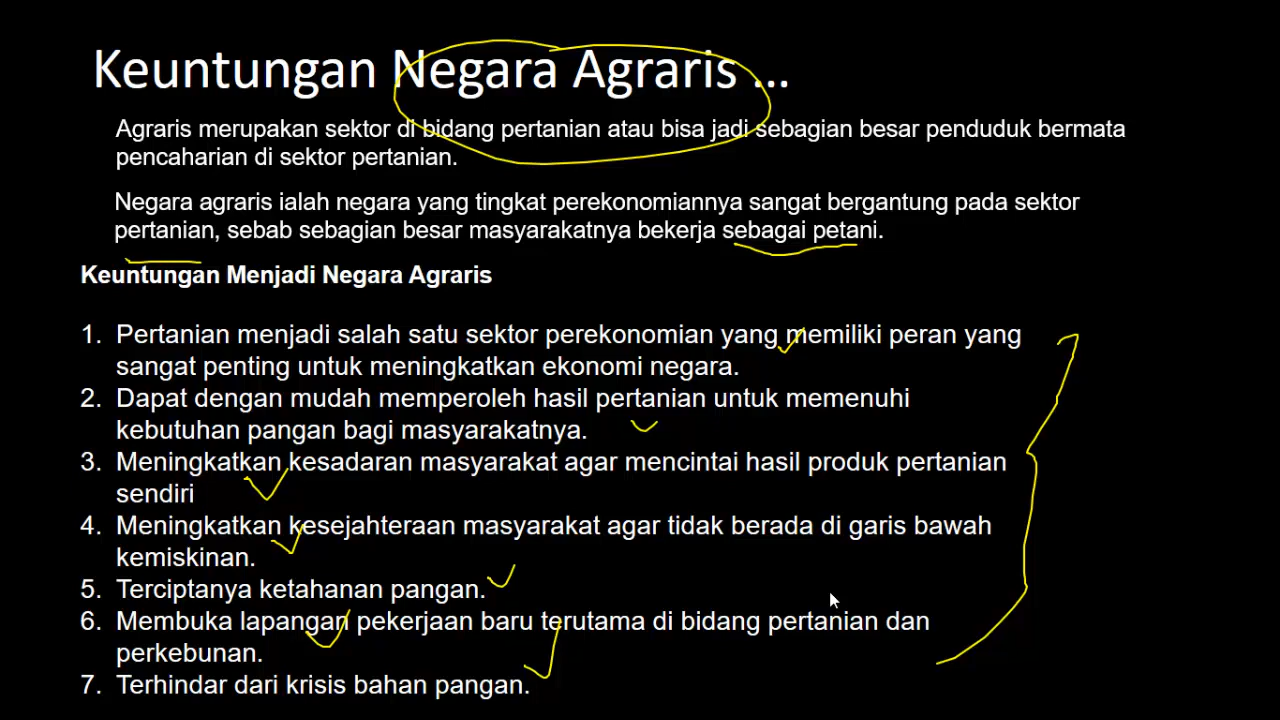 Keuntungan Negara Agraris ...
Agraris merupakan sektor di bidang pertanian atau bisa jadi sebagian besar penduduk bermata
pencaharian di sektor pertanian.
Negara agraris ialah negara yang tingkat perekonomiannya sangat bergantung pada sektor
pertanian, sebab sebagian besar masyarakatnya bekerja sebagai petani.
Keuntungan Menjadi Negara Agraris
1. Pertanian menjadi salah satu sektor perekonomian yang memiliki peran yang
sangat penting untuk meningkatkan ekonomi negara.
2. Dapat dengan mudah memperoleh hasil pertanian untuk memenuhi
kebutuhan pangan bagi masyarakatnya.
3. Meningkatkan kesadaran masyarakat agar mencintai hasil produk pertanian
sendiri
4. Meningkatkan kesejahteraan masyarakat agar tidak berada di garis bawah
kemiskinan.
5. Terciptanya ketahanan pangan.
6. Membuka lapangan pekerjaan baru terutama di bidang pertanian dan
perkebunan.
7. Terhindar dari krisis bahan pangan.